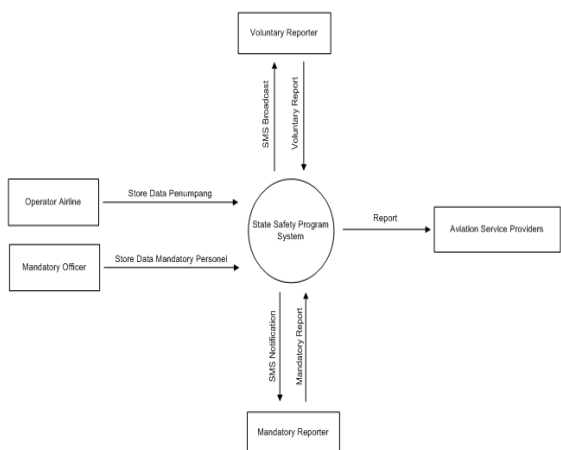 Voluntary Reporter
SMS Broadcast
Voluntary Report
Operator Airline
Store Data Penumpang
State Safety Program
System
Report
Aviation Service Providers
Mandatory Officer
Store Data Mandatory Personel
SMS Notification
Mandatory Report
Mandatory Reporter